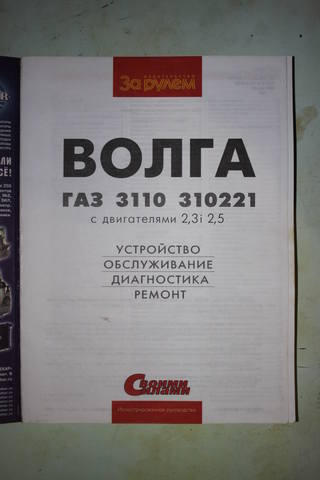 ИЗДАТЕЛЬСТВО
За рулем
ВОЛГА
ГАЗ 3110 310221
с двигателями 2,3i 2,5
УСТРОЙСТВО
ОБСЛУЖИВАНИЕ
ДИАГНОСТИКА
РЕМОНТ
Своими
Силами
Иллюстрированное руководство